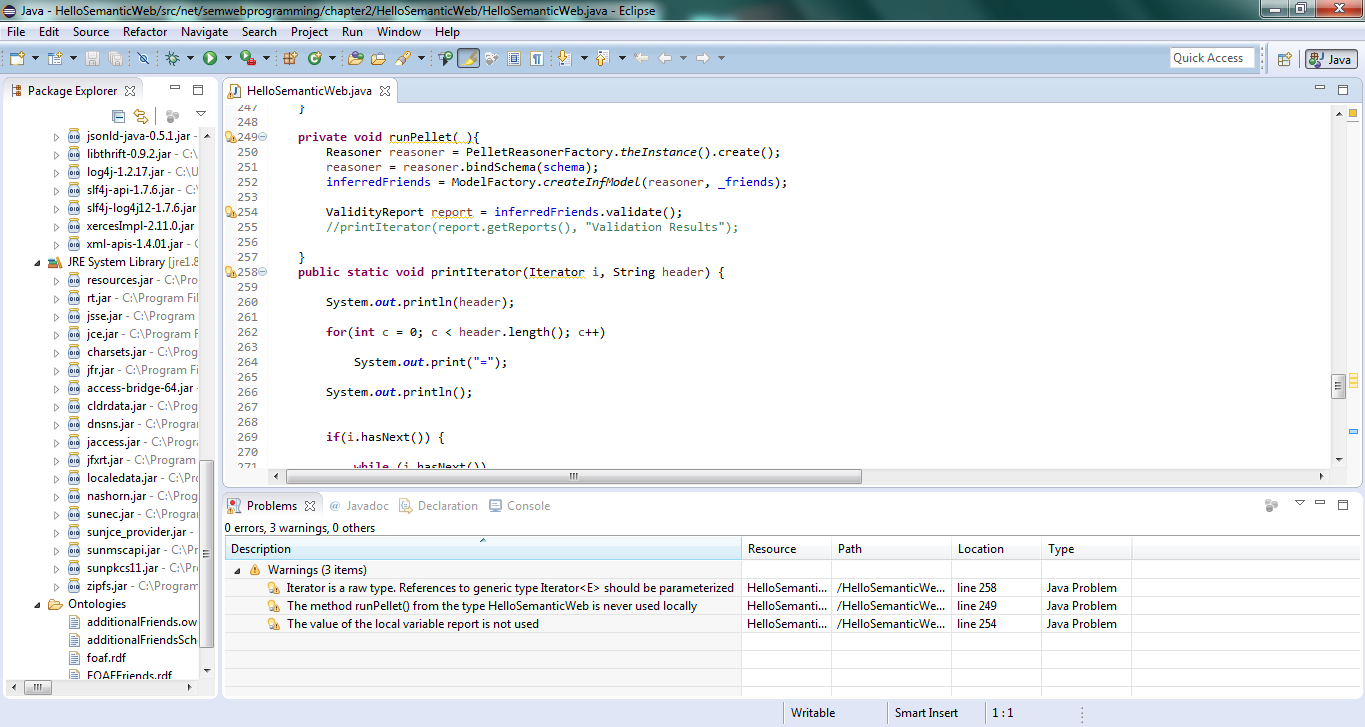 Java - HelloSemanticWeb/src/net/semwebprogramming/chapter2/HelloSemanticWeb/HelloSemanticWeb.java - Eclipse
File Edit Source Refactor Navigate Search Project Run Window Help
Quick Access Java
Package Explorer
jsonld-java-0.5.1.jar -
libthrift-0.9.2.jar - C:\
log4j-1.2.17.jar - C:\U
slf4j-api-1.7.6.jar - C:
slf4j-log4j12-1.7.6.jar
xercesImpl-2.11.0.jar
xml-apis-1.4.01.jar - C
JRE System Library [jre1.8
resources.jar - C:\Pro
rt.jar - C:\Program Fil
jsse.jar - C:\Program
jce.jar - C:\Program F
charsets.jar - C:\Prog
jfr.jar - C:\Program Fi
access-bridge-64.jar
cldrdata.jar - C:\Prog
dnsns.jar - C:\Progra
jaccess.jar - C:\Progr
jfxrt.jar - C:\Program
localedata.jar - C:\Pr
nashorn.jar - C:\Prog
sunec.jar - C:\Progra
sunjce_provider.jar -
sunmscapi.jar - C:\Pr
sunpkcs11.jar - C:\Pr
zipfs.jar - C:\Program
Ontologies
additionalFriends.ow
additionalFriendsSch
foaf.rdf
FOAFFriends.rdf
HelloSemanticWeb.java
247 }
248
249 private void runPellet( ){
250 Reasoner reasoner = PelletReasonerFactory.theInstance().create();
251 reasoner = reasoner.bindSchema(schema);
252 inferredFriends = ModelFactory.createInfModel(reasoner, _friends);
253
254 ValidityReport report = inferredFriends.validate();
255 //printIterator(report.getReports(), "Validation Results");
256
257 }
258 public static void printIterator(Iterator i, String header) {
259
260 System.out.println(header);
261
262 for(int c = 0; c < header.length(); c++)
263
264 System.out.print("=");
265
266 System.out.println();
267
268
269 if(i.hasNext()) {
270
271 while (i.hasNext())
Problems @ Javadoc Declaration Console
0 errors, 3 warnings, 0 others
Description Resource Path Location Type
Warnings (3 items)
Iterator is a raw type. References to generic type Iterator<E> should be parameterized HelloSemanti... /HelloSemanticWe... line 258 Java Problem
The method runPellet() from the type HelloSemanticWeb is never used locally HelloSemanti... /HelloSemanticWe... line 249 Java Problem
The value of the local variable report is not used HelloSemanti... /HelloSemanticWe... line 254 Java Problem
Writable Smart Insert 1 : 1